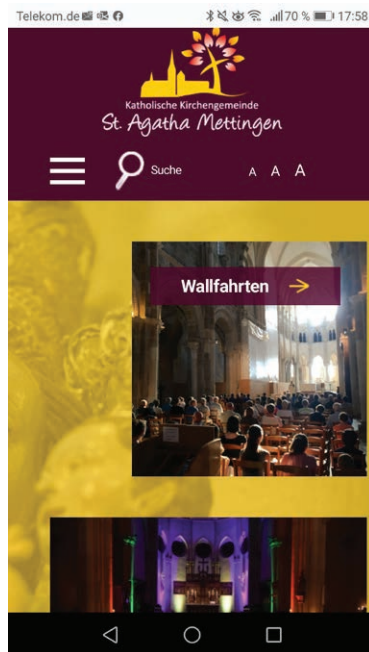 Telekom.de 70 % 17:58
Katholische Kirchengemeinde
St. Agatha Mettingen
Suche A A A
Wallfahrten →